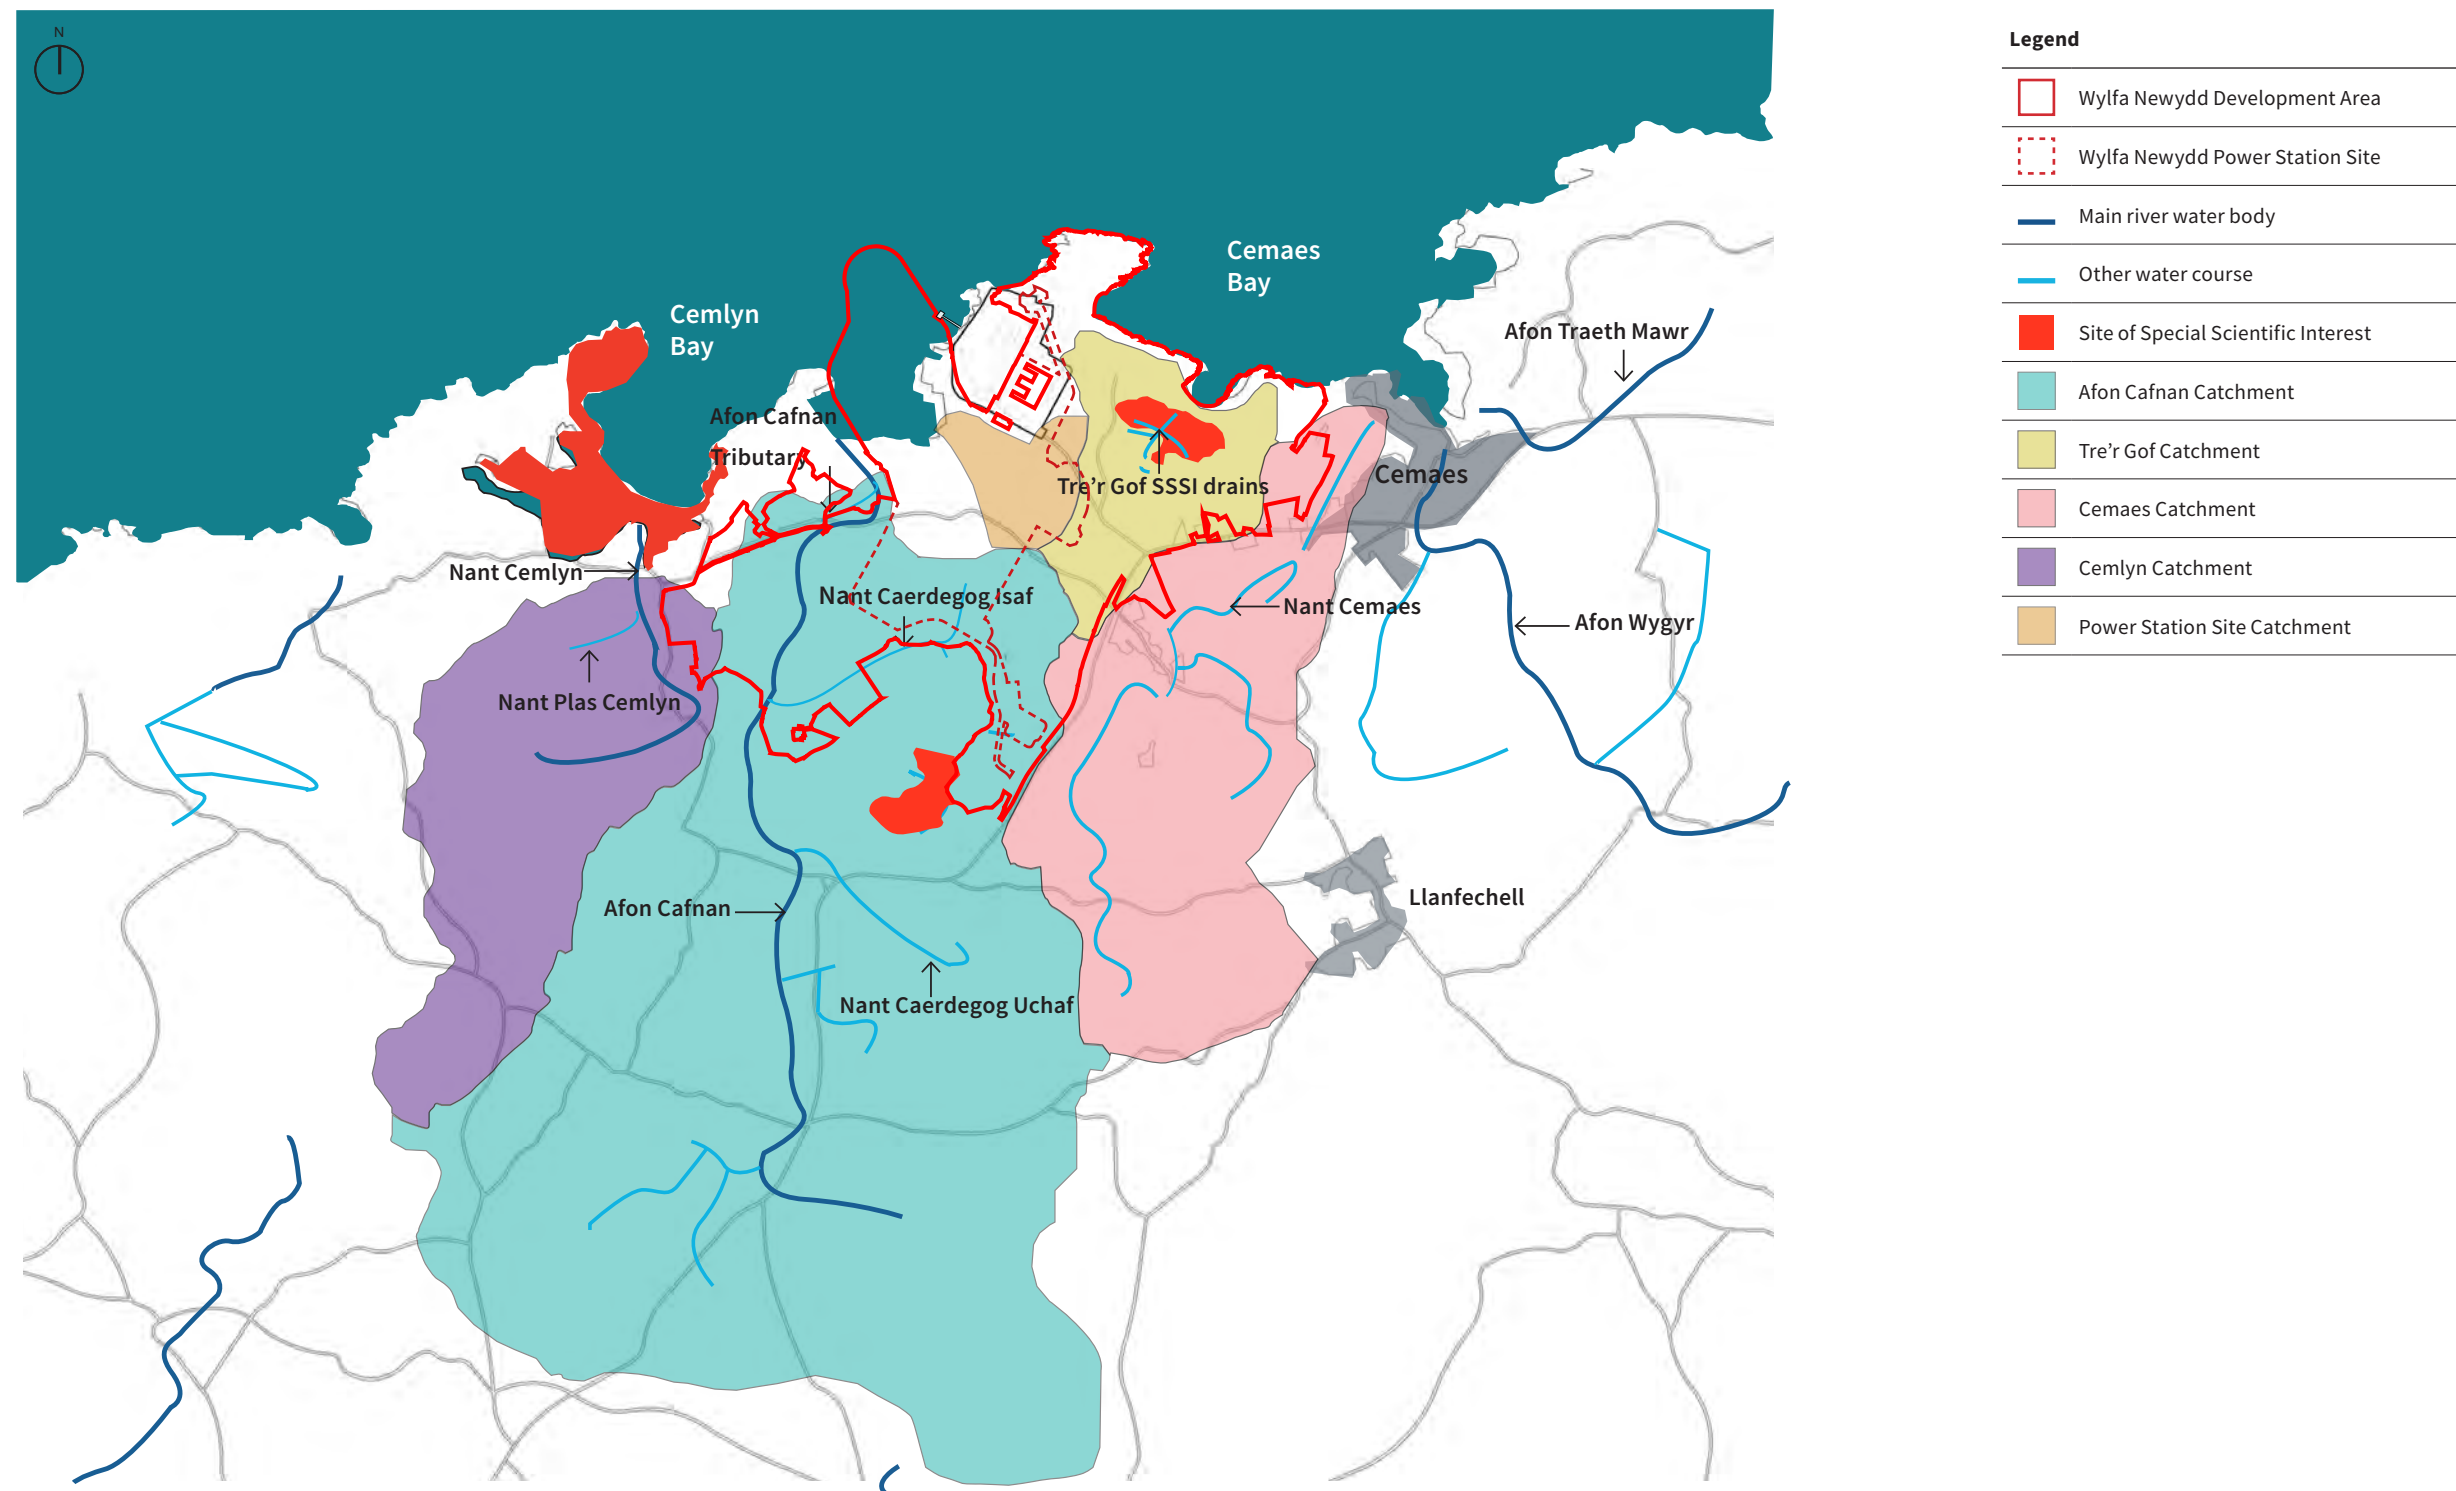 N
Cemaes
Bay
Cemlyn
Bay
Afon Traeth Mawr
Afon Cafnan
Tributary
Cemaes
Tre'r Gof SSSI drains
Nant Cemlyn
Nant Caerdegog Isaf
Nant Cemaes
Afon Wygyr
Nant Plas Cemlyn
Llanfechell
Afon Cafnan
Nant Caerdegog Uchaf
Legend
Wylfa Newydd Development Area
Wylfa Newydd Power Station Site
Main river water body
Other water course
Site of Special Scientific Interest
Afon Cafnan Catchment
Tre'r Gof Catchment
Cemaes Catchment
Cemlyn Catchment
Power Station Site Catchment